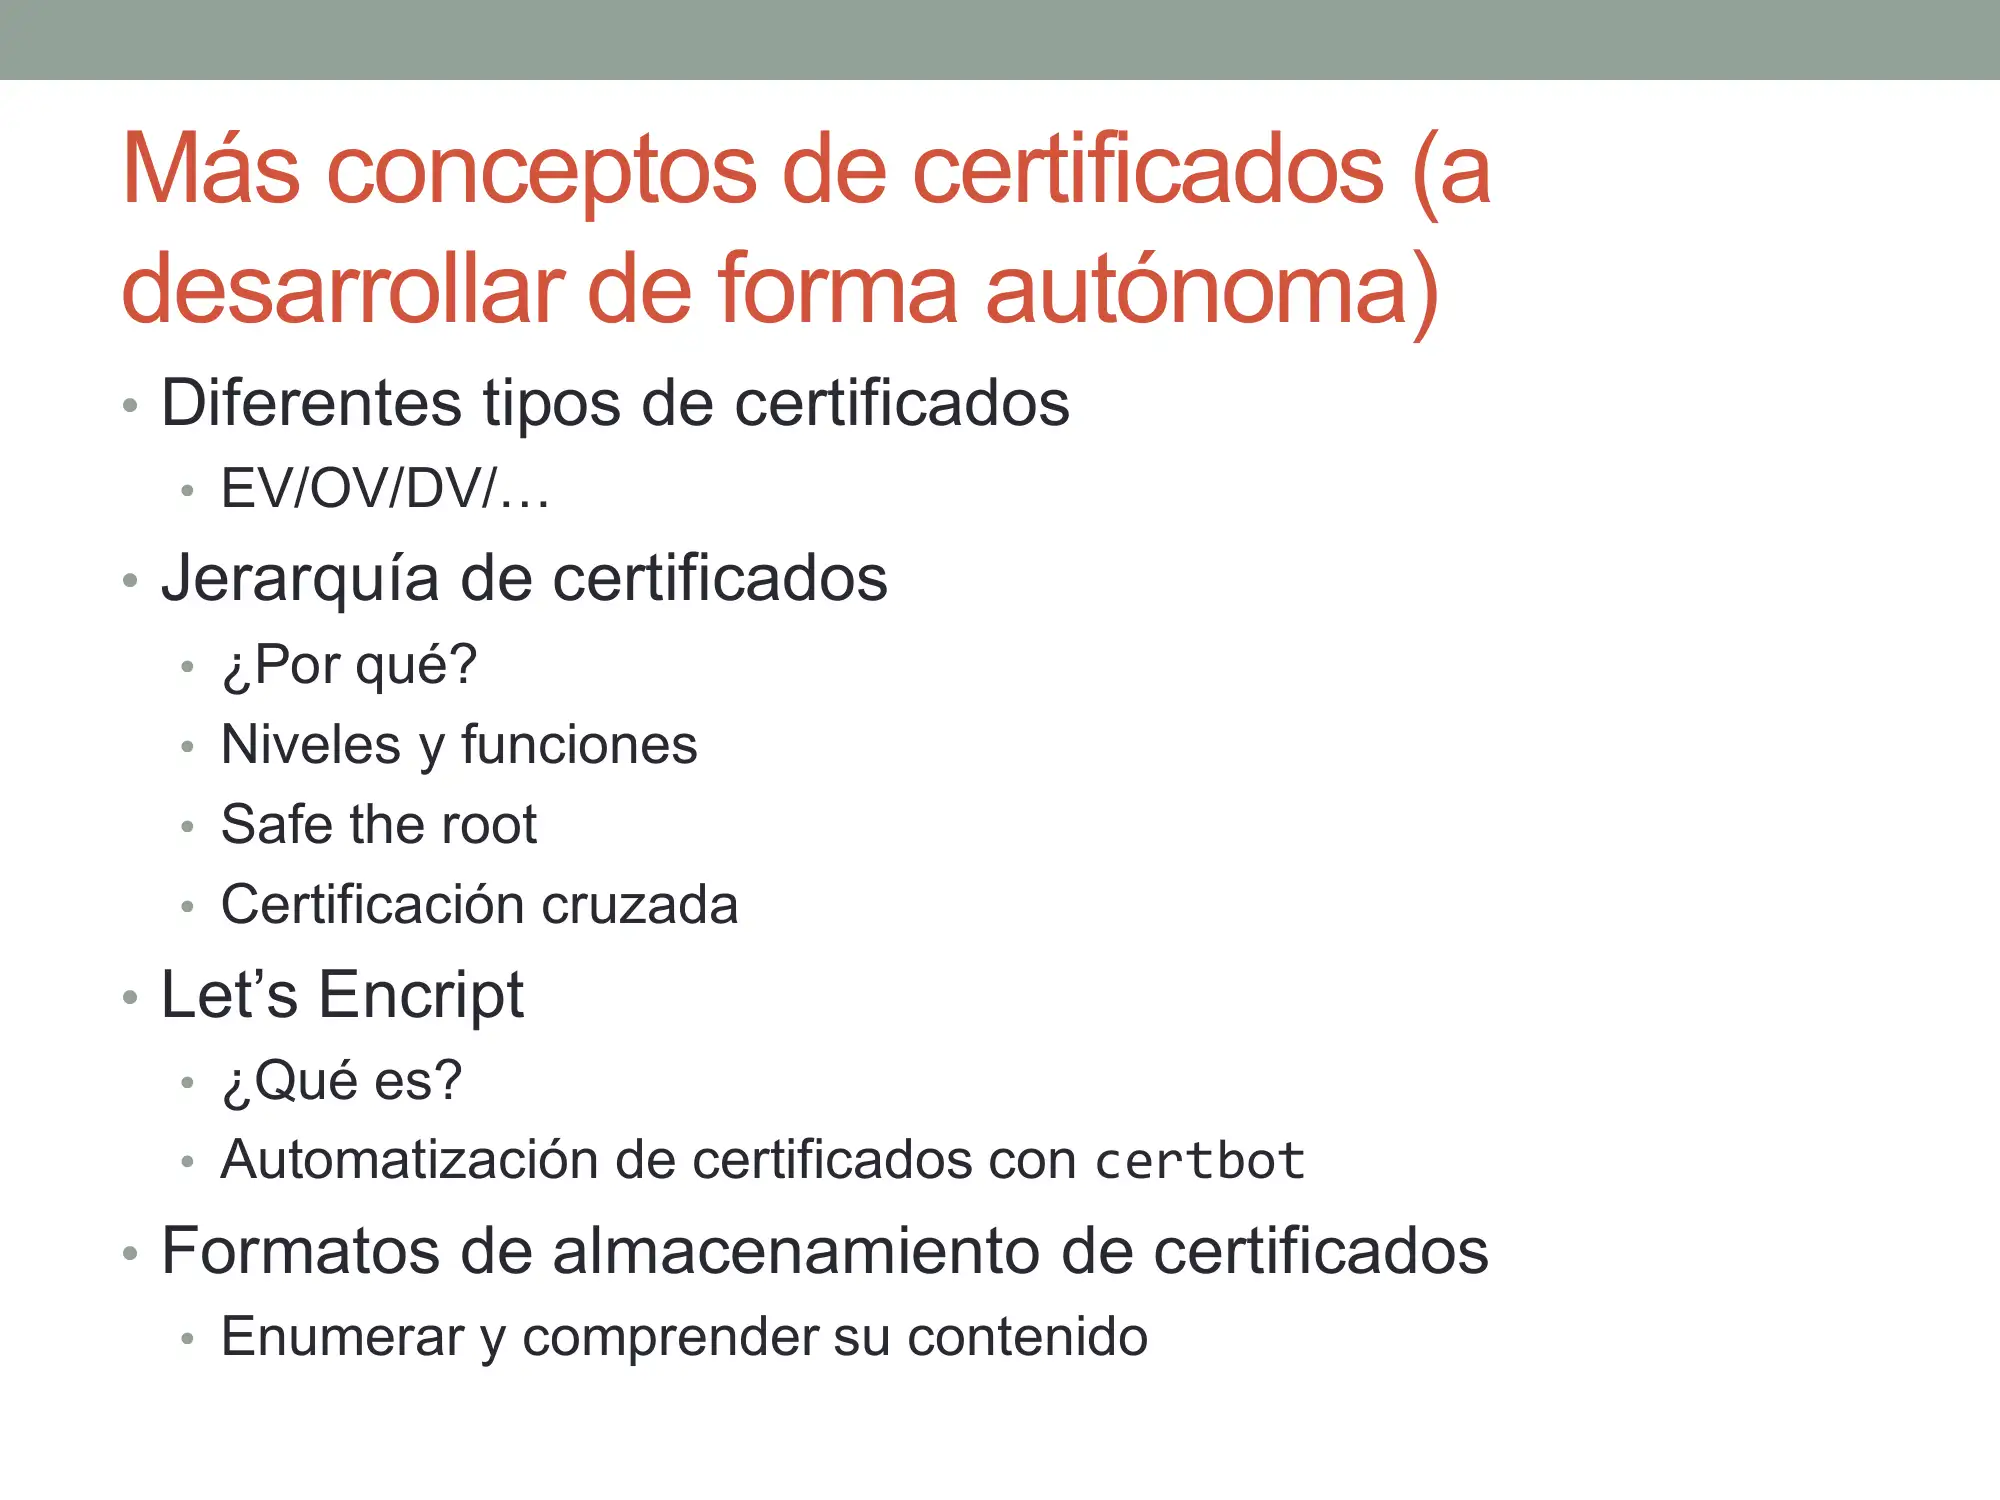 Más conceptos de certificados (a
desarrollar de forma autónoma)
• Diferentes tipos de certificados
• EV/OV/DV/…
• Jerarquía de certificados
• ¿Por qué?
• Niveles y funciones
• Safe the root
• Certificación cruzada
• Let’s Encript
• ¿Qué es?
• Automatización de certificados con certbot
• Formatos de almacenamiento de certificados
• Enumerar y comprender su contenido